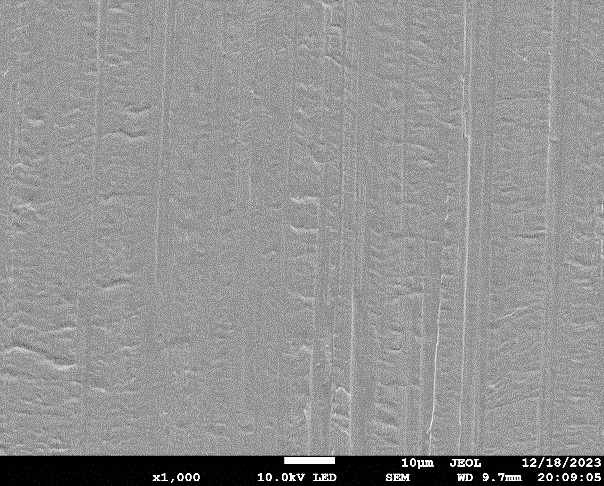 10µm JEOL 12/18/2023
x1,000 10.0kV LED SEM WD 9.7mm 20:09:05